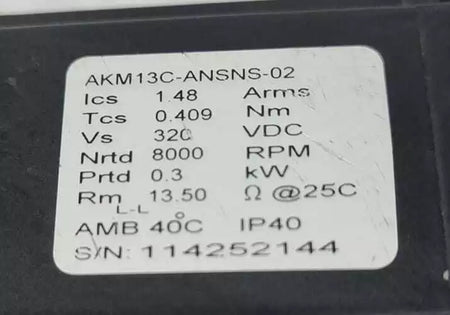 AKM13C-ANSNS-02
Ics 1.48 Arms
Tcs 0.409 Nm
Vs 320 VDC
Nrtd 8000 RPM
Prtd 0.3 kW
Rm 13.50 Ω @25C
L-L
AMB 40°C IP40
S/N: 114252144